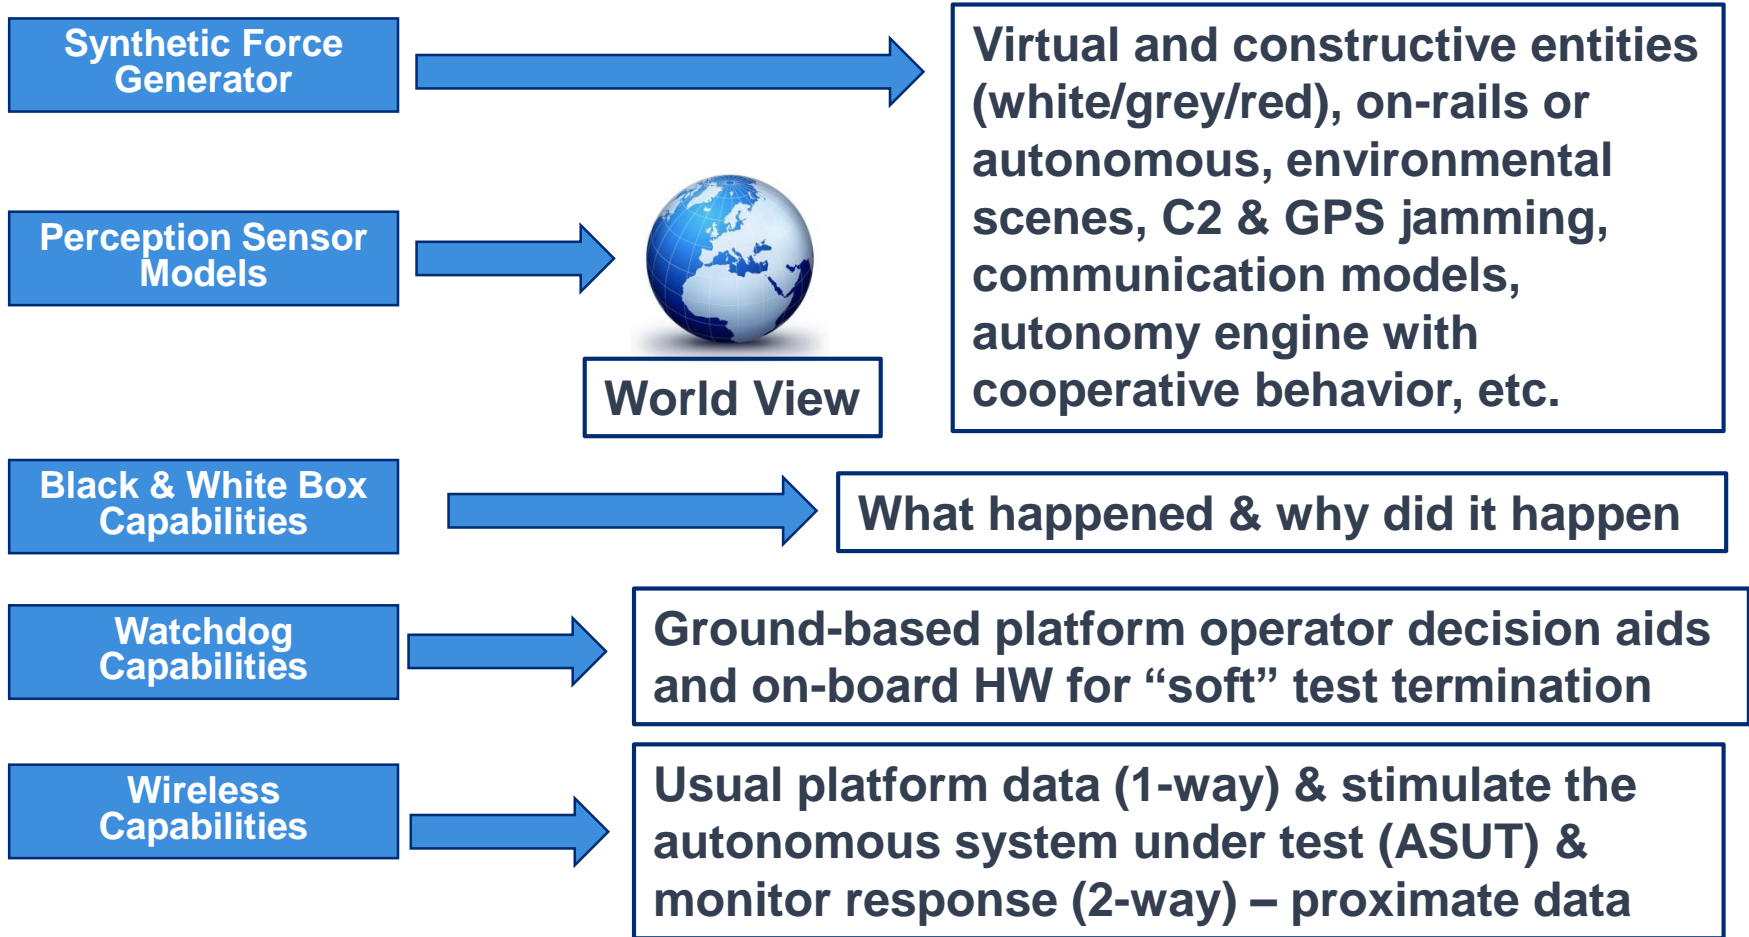 Synthetic Force
Generator
Virtual and constructive entities
(white/grey/red), on-rails or
autonomous, environmental
scenes, C2 & GPS jamming,
communication models,
autonomy engine with
cooperative behavior, etc.
Perception Sensor
Models
World View
Black & White Box
Capabilities
What happened & why did it happen
Watchdog
Capabilities
Ground-based platform operator decision aids
and on-board HW for “soft” test termination
Wireless
Capabilities
Usual platform data (1-way) & stimulate the
autonomous system under test (ASUT) &
monitor response (2-way) – proximate data